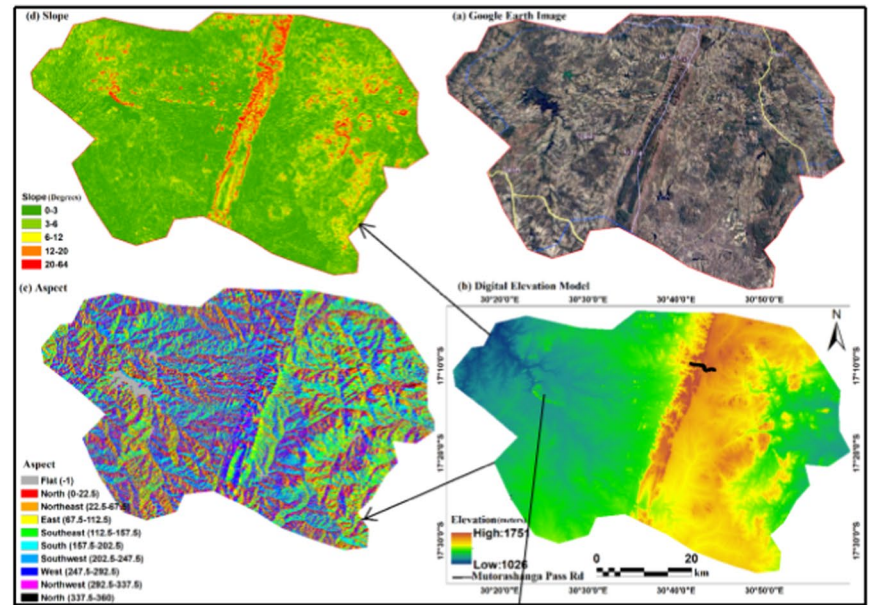 (d) Slope
Slope (Degrees)
0-3
3-6
6-12
12-20
20-64
(a) Google Earth Image
(c) Aspect
Aspect
Flat (-1)
North (0-22.5)
Northeast (22.5-67.5)
East (67.5-112.5)
Southeast (112.5-157.5)
South (157.5-202.5)
Southwest (202.5-247.5)
West (247.5-292.5)
Northwest (292.5-337.5)
North (337.5-360)
(b) Digital Elevation Model
30°20'0"E 30°30'0"E 30°40'0"E 30°50'0"E
N
17°10'0"S
17°10'0"S
17°20'0"S
17°20'0"S
17°30'0"S
17°30'0"S
Elevation (meters)
High:1751
Low:1026
Mutorashanga Pass Rd
0 20
km
30°20'0"E 30°30'0"E 30°40'0"E 30°50'0"E